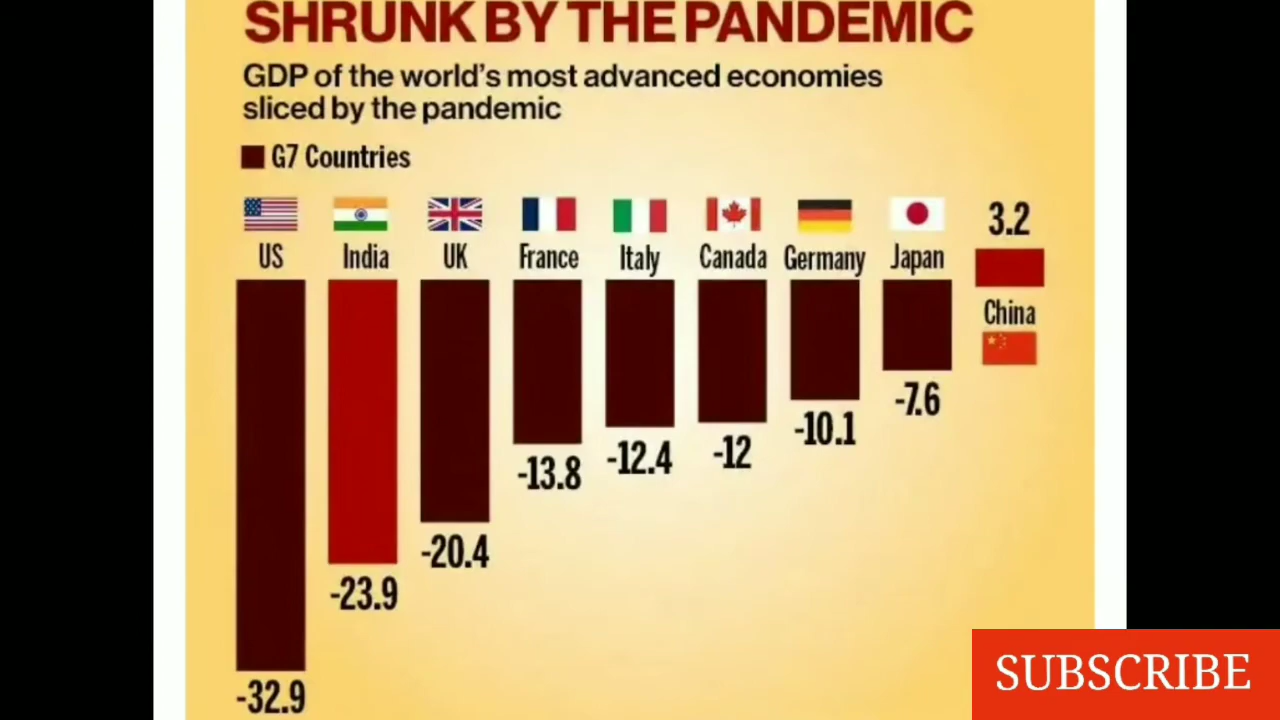 SHRUNK BY THE PANDEMIC
GDP of the world's most advanced economies
sliced by the pandemic
G7 Countries
US India UK France Italy Canada Germany Japan 3.2
China
-7.6
-10.1
-12
-12.4
-13.8
-20.4
-23.9
-32.9
SUBSCRIBE